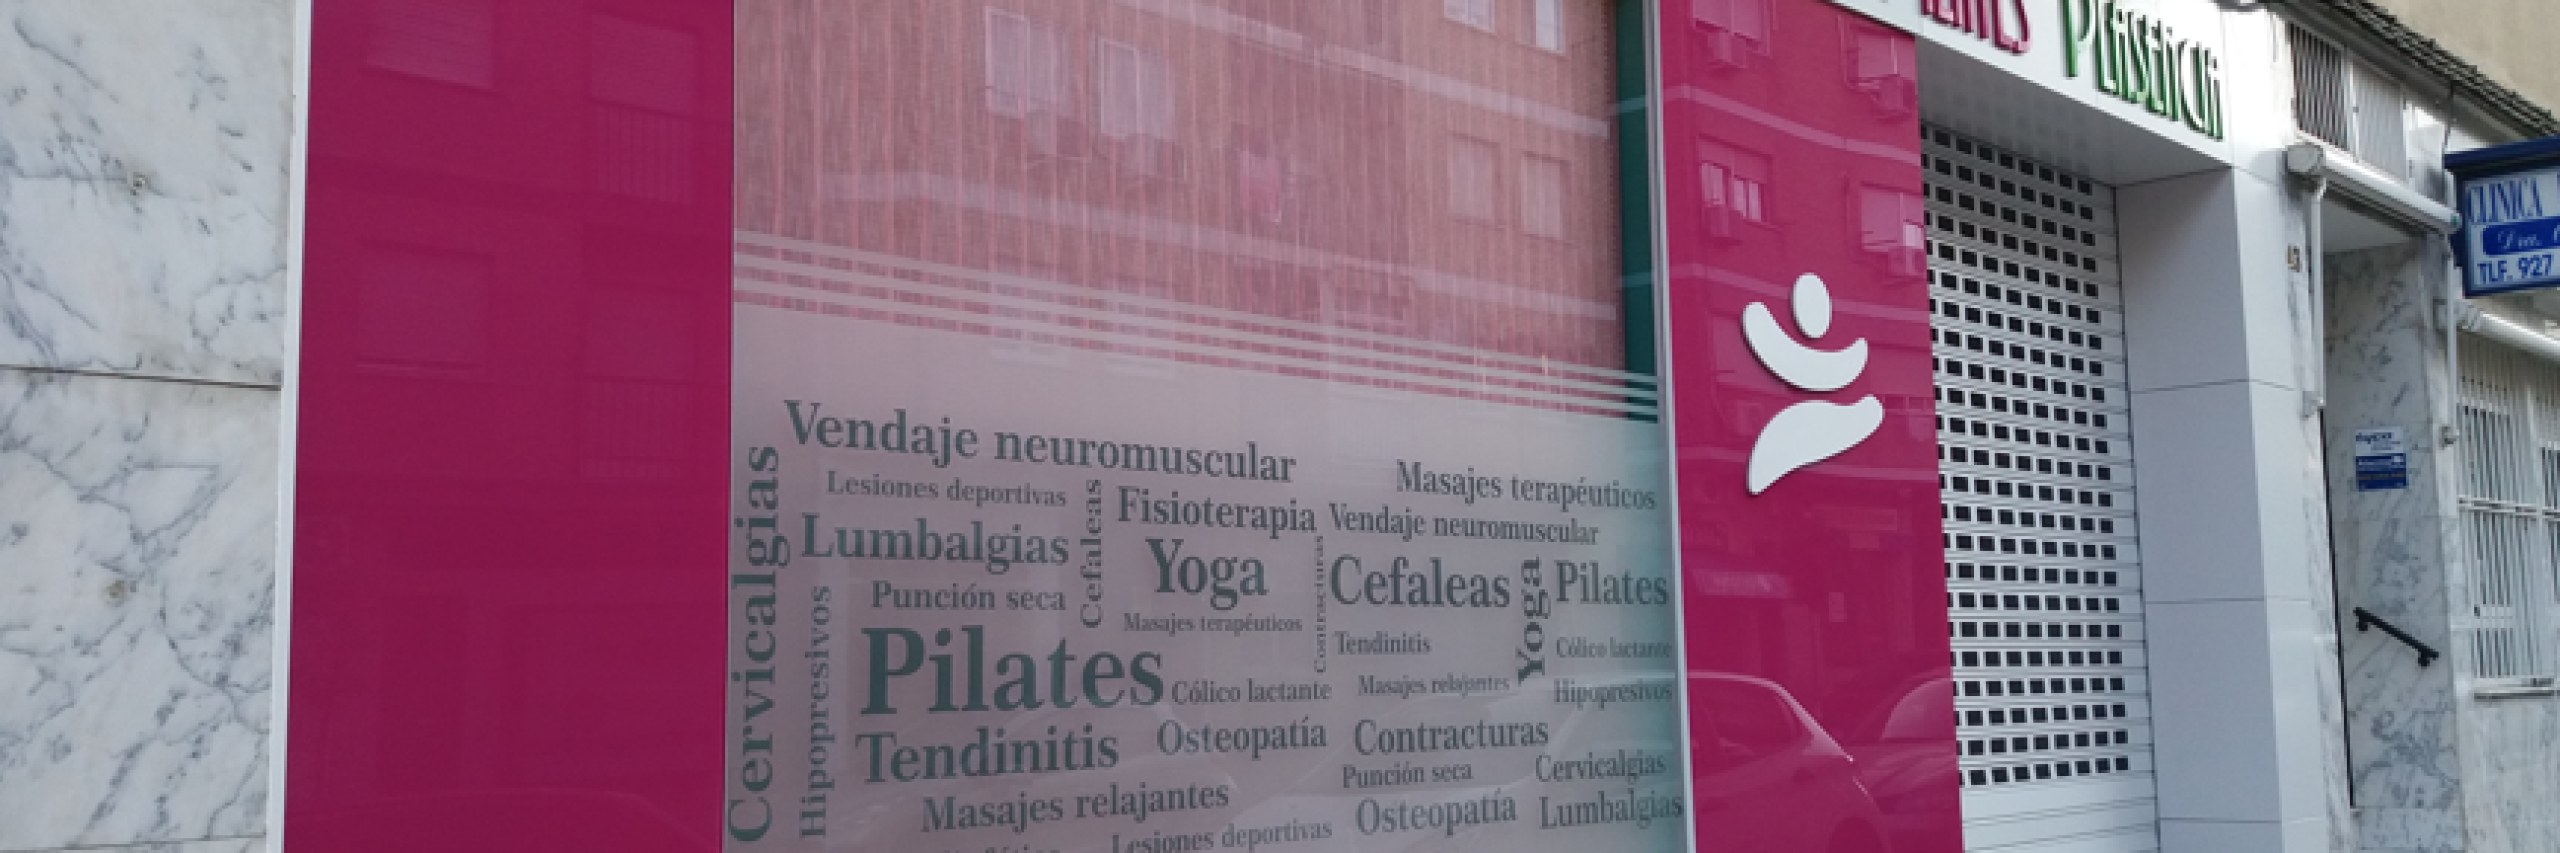 CLINICA
TLF. 927
Vendaje neuromuscular
Cervicalgias
Lesiones deportivas
Cefaleas
Fisioterapia
Masajes terapéuticos
Vendaje neuromuscular
Lumbalgias
Yoga
Contracturas
Cefaleas
Yoga
Pilates
Punción seca
Masajes terapéuticos
Hipopresivos
Pilates
Tendinitis
Cólico lactante
Cólico lactante
Masajes relajantes
Hipopresivos
Tendinitis
Osteopatía
Contracturas
Punción seca
Cervicalgias
Masajes relajantes
Osteopatía
Lumbalgias
Lesiones deportivas